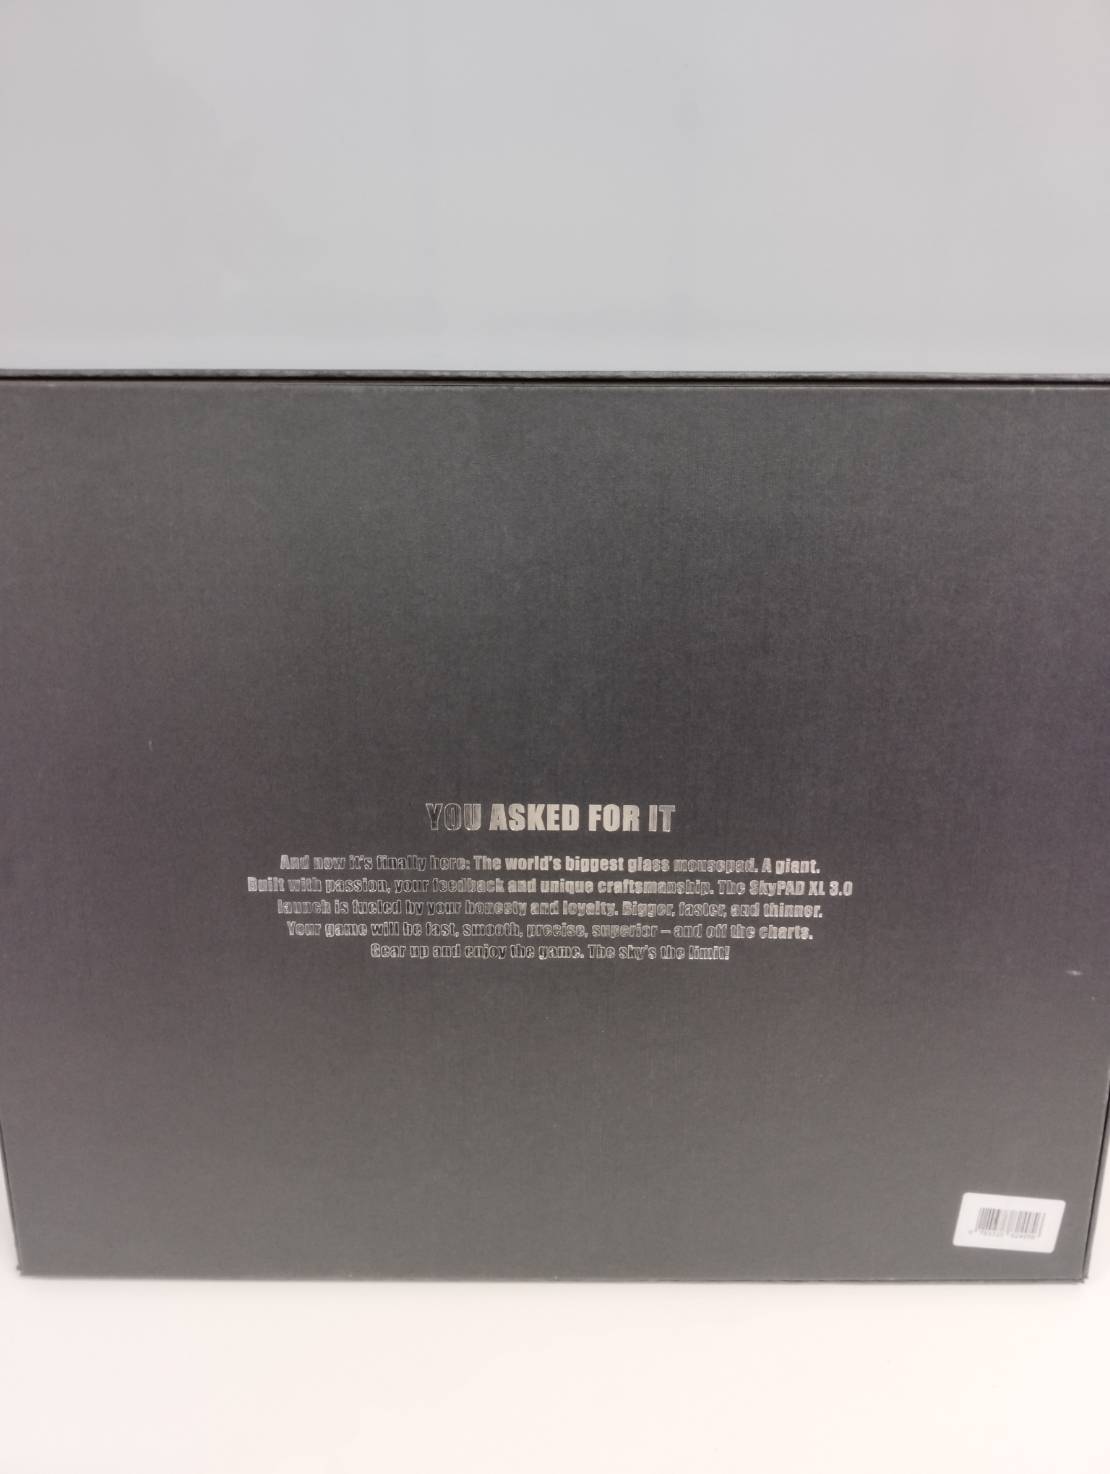 YOU ASKED FOR IT
And now it's finally here: The world's biggest glass mousepad. A giant.
Built with passion, your feedback and unique craftsmanship. The SkyPAD XL 3.0
launch is fueled by your honesty and loyalty. Bigger, faster, and thinner.
Your game will be fast, smooth, precise, superior – and off the charts.
Gear up and enjoy the game. The sky's the limit!